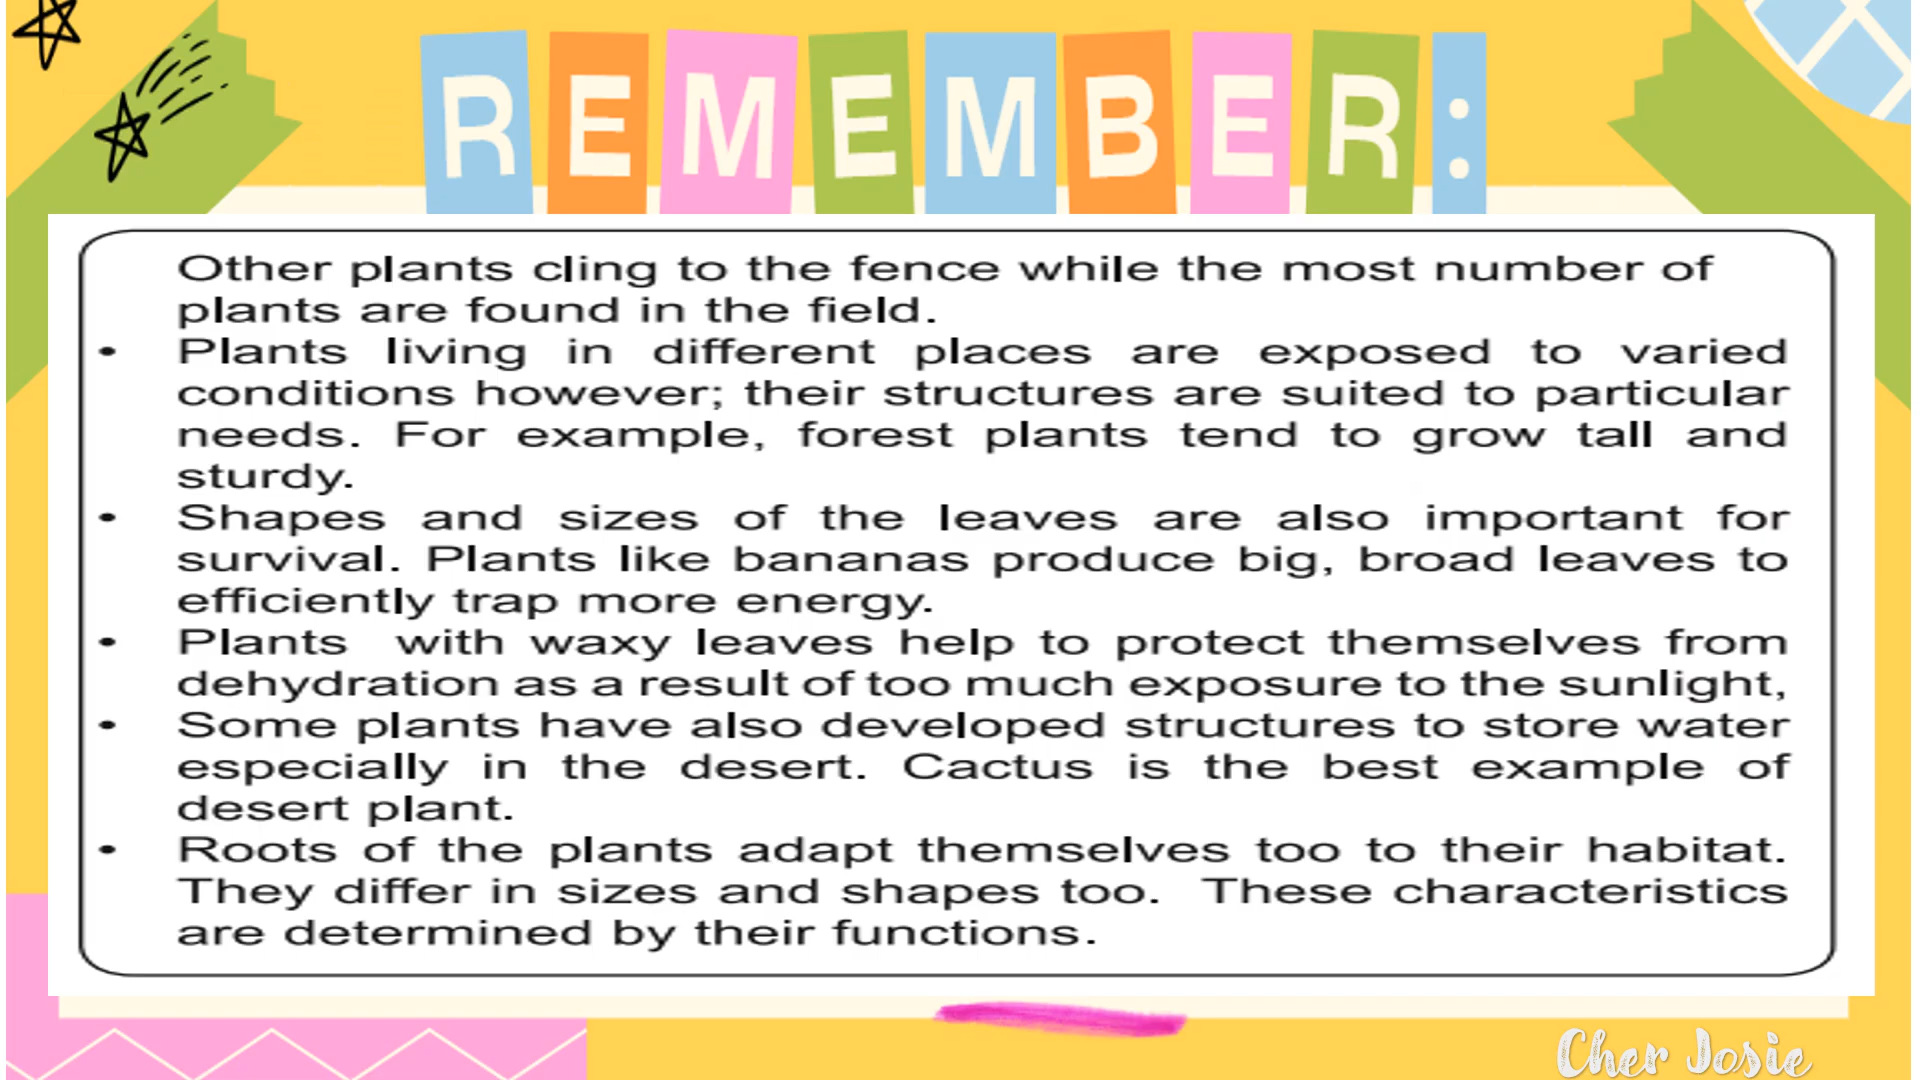 REMEMBER:
Other plants cling to the fence while the most number of
plants are found in the field.
• Plants living in different places are exposed to varied
conditions however; their structures are suited to particular
needs. For example, forest plants tend to grow tall and
sturdy.
• Shapes and sizes of the leaves are also important for
survival. Plants like bananas produce big, broad leaves to
efficiently trap more energy.
• Plants with waxy leaves help to protect themselves from
dehydration as a result of too much exposure to the sunlight,
• Some plants have also developed structures to store water
especially in the desert. Cactus is the best example of
desert plant.
• Roots of the plants adapt themselves too to their habitat.
They differ in sizes and shapes too. These characteristics
are determined by their functions.
Cher Josie